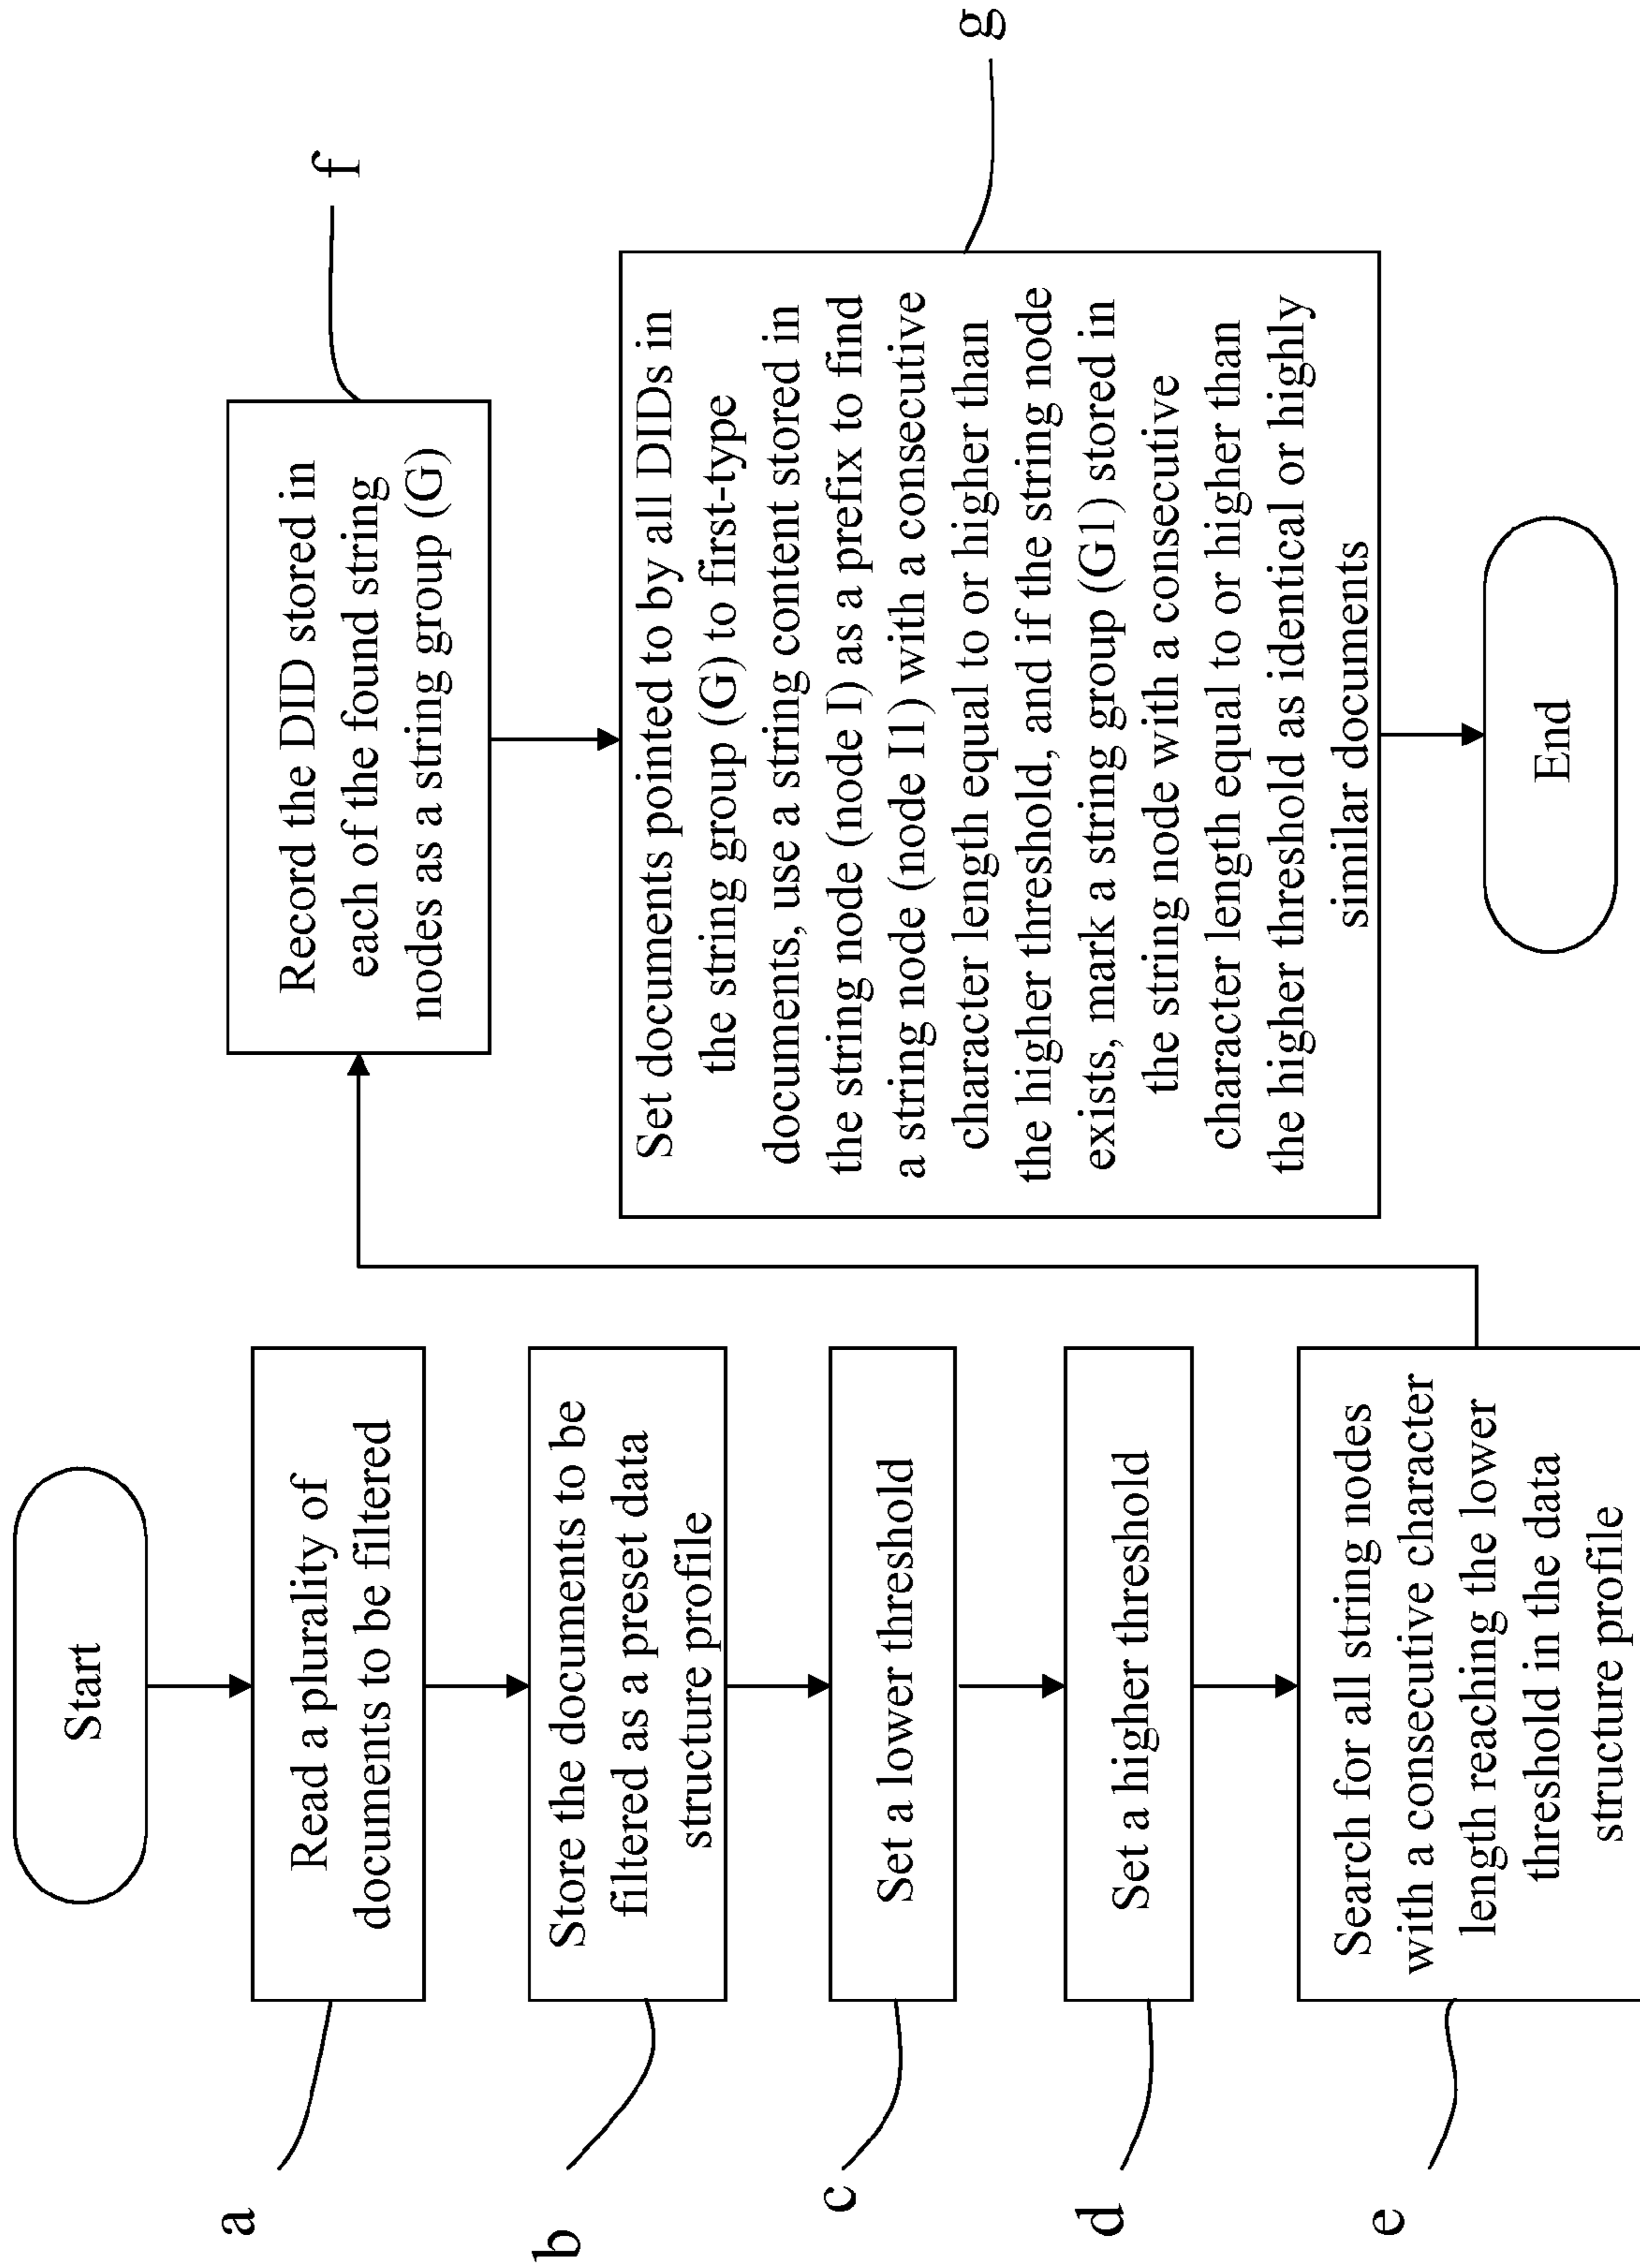 Start
a
Read a plurality of
documents to be filtered
b
Store the documents to be
filtered as a preset data
structure profile
c
Set a lower threshold
d
Set a higher threshold
e
Search for all string nodes
with a consecutive character
length reaching the lower
threshold in the data
structure profile
f
Record the DID stored in
each of the found string
nodes as a string group (G)
g
Set documents pointed to by all DIDs in
the string group (G) to first-type
documents, use a string content stored in
the string node (node I) as a prefix to find
a string node (node I1) with a consecutive
character length equal to or higher than
the higher threshold, and if the string node
exists, mark a string group (G1) stored in
the string node with a consecutive
character length equal to or higher than
the higher threshold as identical or highly
similar documents
End